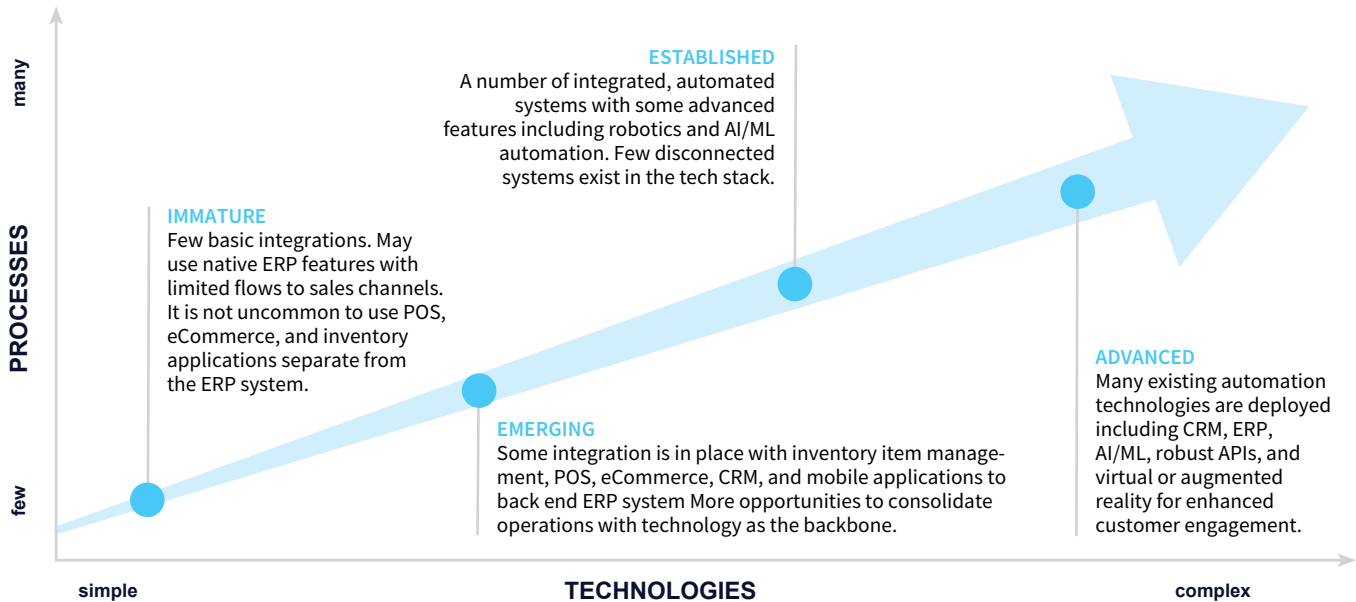 many
PROCESSES
few
IMMATURE
Few basic integrations. May
use native ERP features with
limited flows to sales channels.
It is not uncommon to use POS,
eCommerce, and inventory
applications separate from
the ERP system.
EMERGING
Some integration is in place with inventory item manage-
ment, POS, eCommerce, CRM, and mobile applications to
back end ERP system More opportunities to consolidate
operations with technology as the backbone.
ESTABLISHED
A number of integrated, automated
systems with some advanced
features including robotics and AI/ML
automation. Few disconnected
systems exist in the tech stack.
ADVANCED
Many existing automation
technologies are deployed
including CRM, ERP,
AI/ML, robust APIs, and
virtual or augmented
reality for enhanced
customer engagement.
simple
TECHNOLOGIES
complex